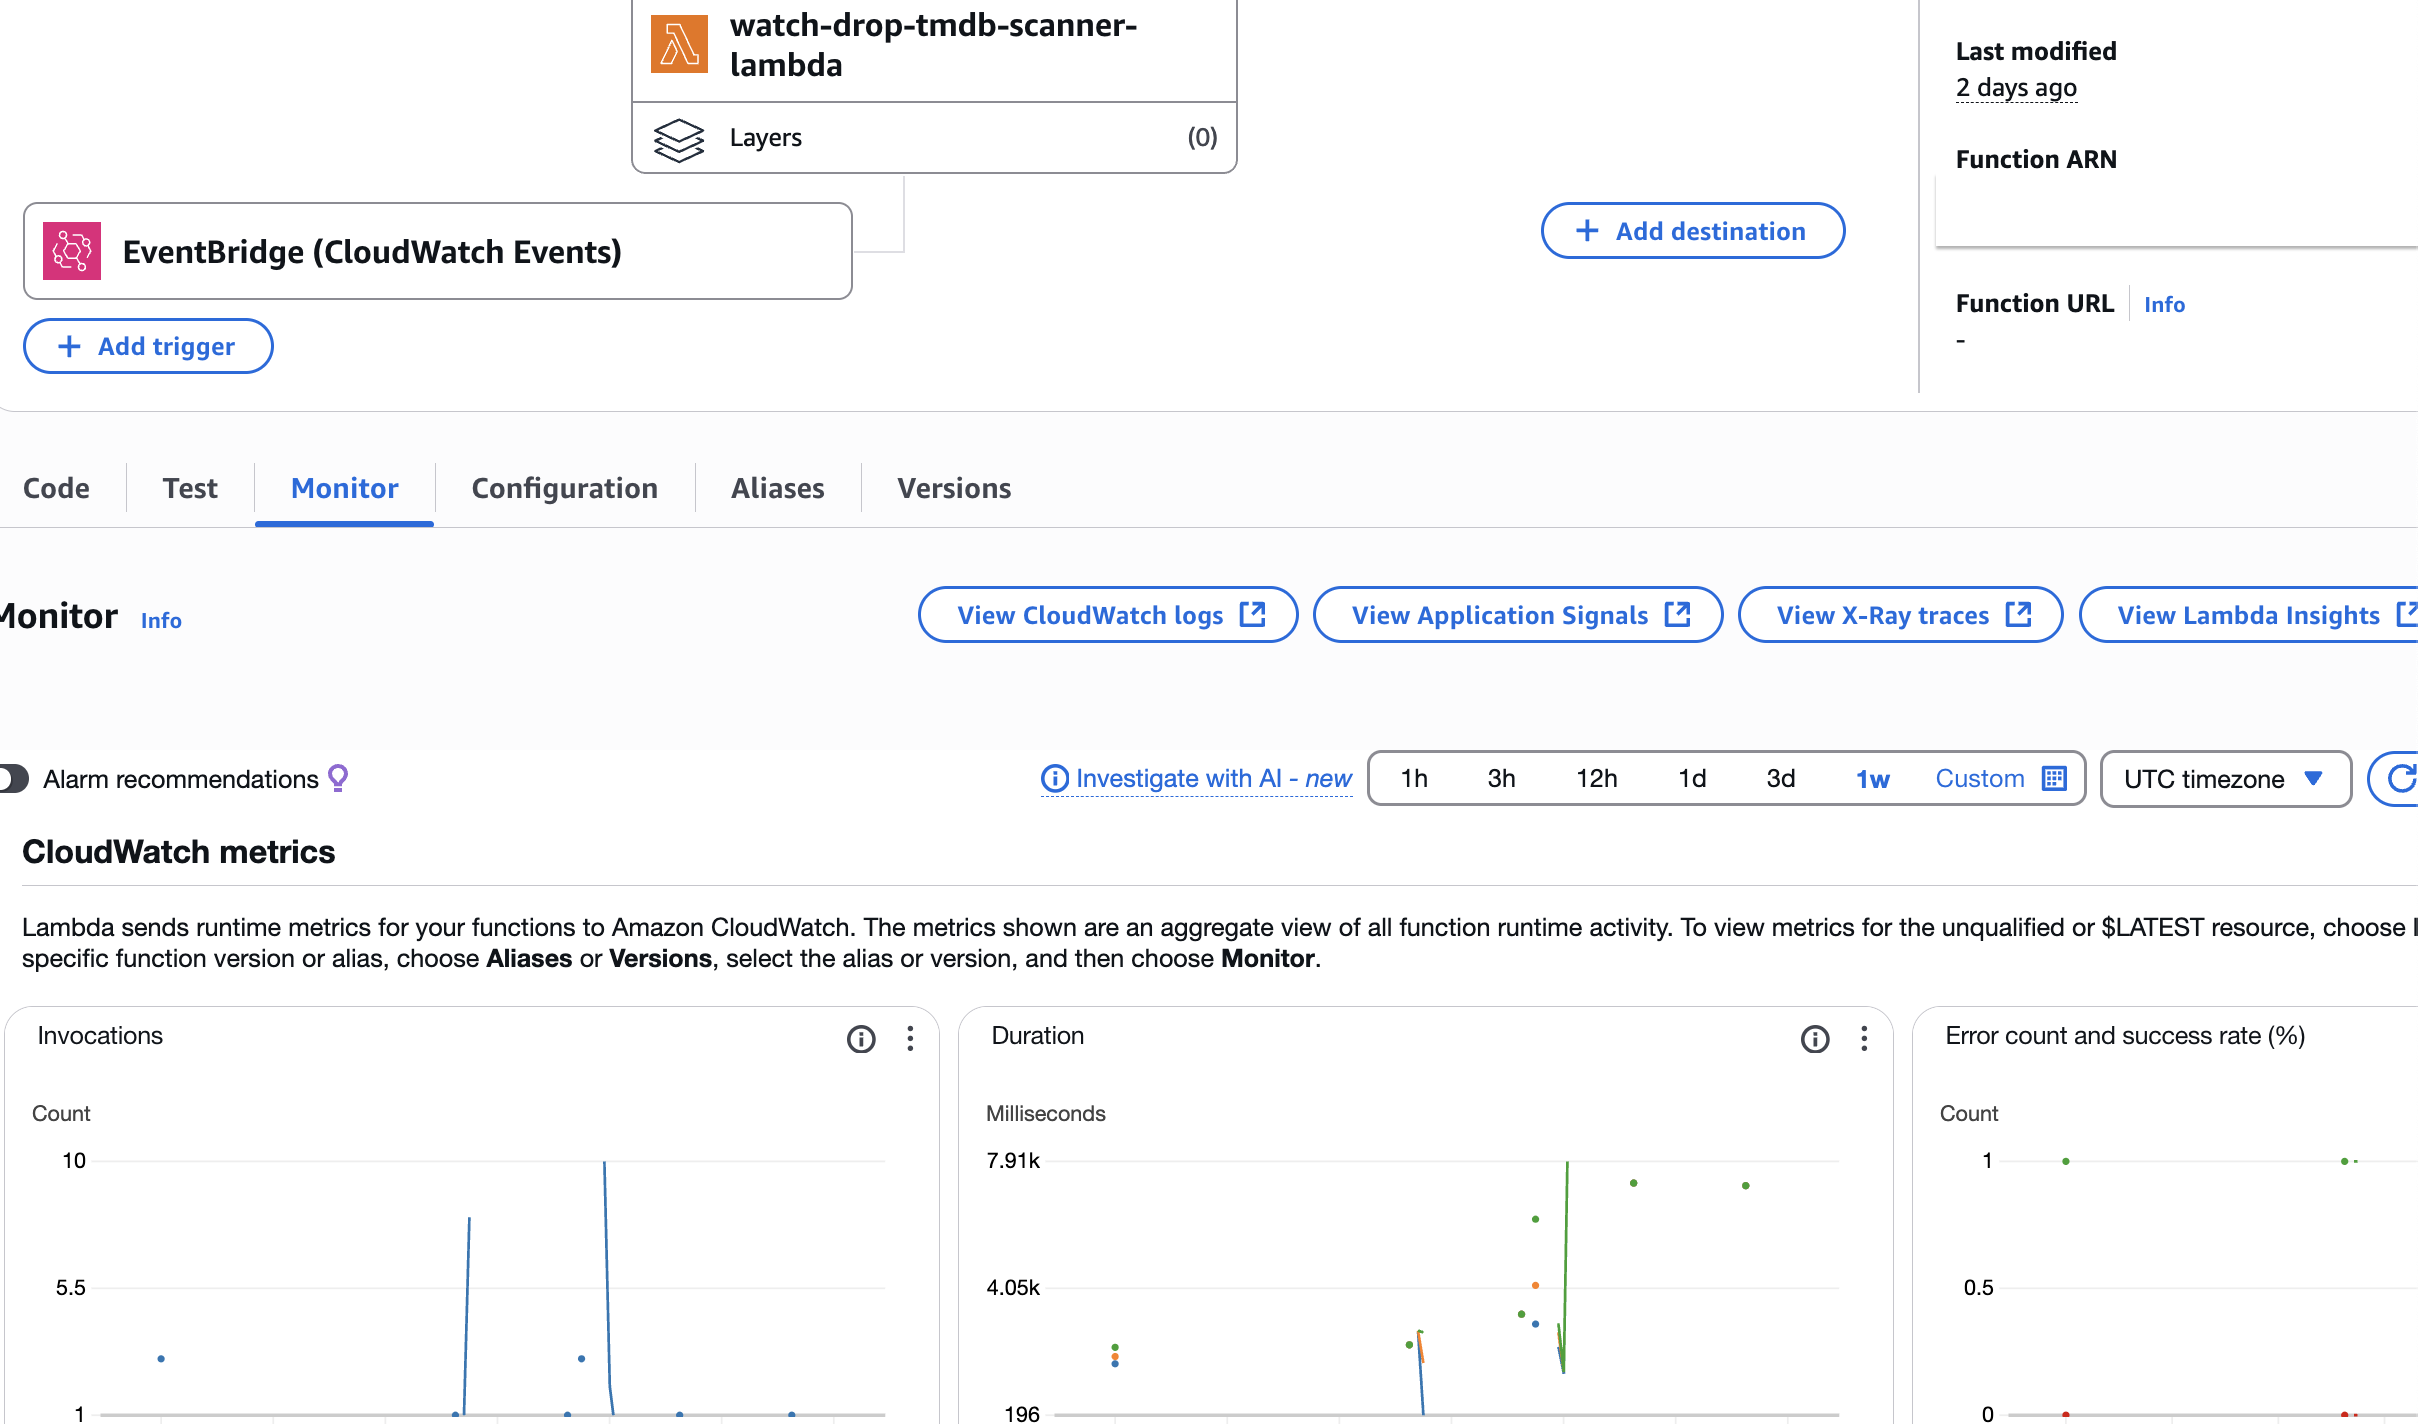 watch-drop-tmdb-scanner-
lambda
Layers
(0)
EventBridge (CloudWatch Events)
+ Add trigger
+ Add destination
Last modified
2 days ago
Function ARN
Function URL
Info
-
Code
Test
Monitor
Configuration
Aliases
Versions
Monitor
Info
View CloudWatch logs
View Application Signals
View X-Ray traces
View Lambda Insights
Alarm recommendations
Investigate with AI - new
1h
3h
12h
1d
3d
1w
Custom
UTC timezone
CloudWatch metrics
Lambda sends runtime metrics for your functions to Amazon CloudWatch. The metrics shown are an aggregate view of all function runtime activity. To view metrics for the unqualified or $LATEST resource, choose
specific function version or alias, choose Aliases or Versions, select the alias or version, and then choose Monitor.
Invocations
Count
10
5.5
1
Duration
Milliseconds
7.91k
4.05k
196
Error count and success rate (%)
Count
1
0.5
0